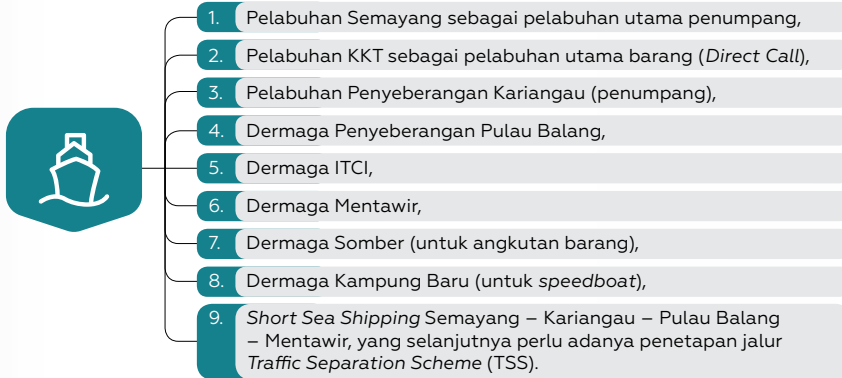 1. Pelabuhan Semayang sebagai pelabuhan utama penumpang,
2. Pelabuhan KKT sebagai pelabuhan utama barang (Direct Call),
3. Pelabuhan Penyeberangan Kariangau (penumpang),
4. Dermaga Penyeberangan Pulau Balang,
5. Dermaga ITCI,
6. Dermaga Mentawir,
7. Dermaga Somber (untuk angkutan barang),
8. Dermaga Kampung Baru (untuk speedboat),
9. Short Sea Shipping Semayang – Kariangau – Pulau Balang
– Mentawir, yang selanjutnya perlu adanya penetapan jalur
Traffic Separation Scheme (TSS).